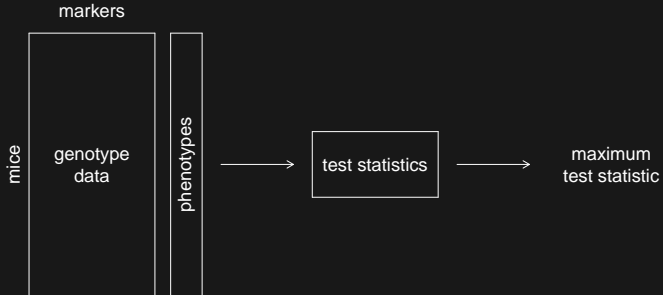 markers
mice
genotype
data
phenotypes
test statistics
maximum
test statistic